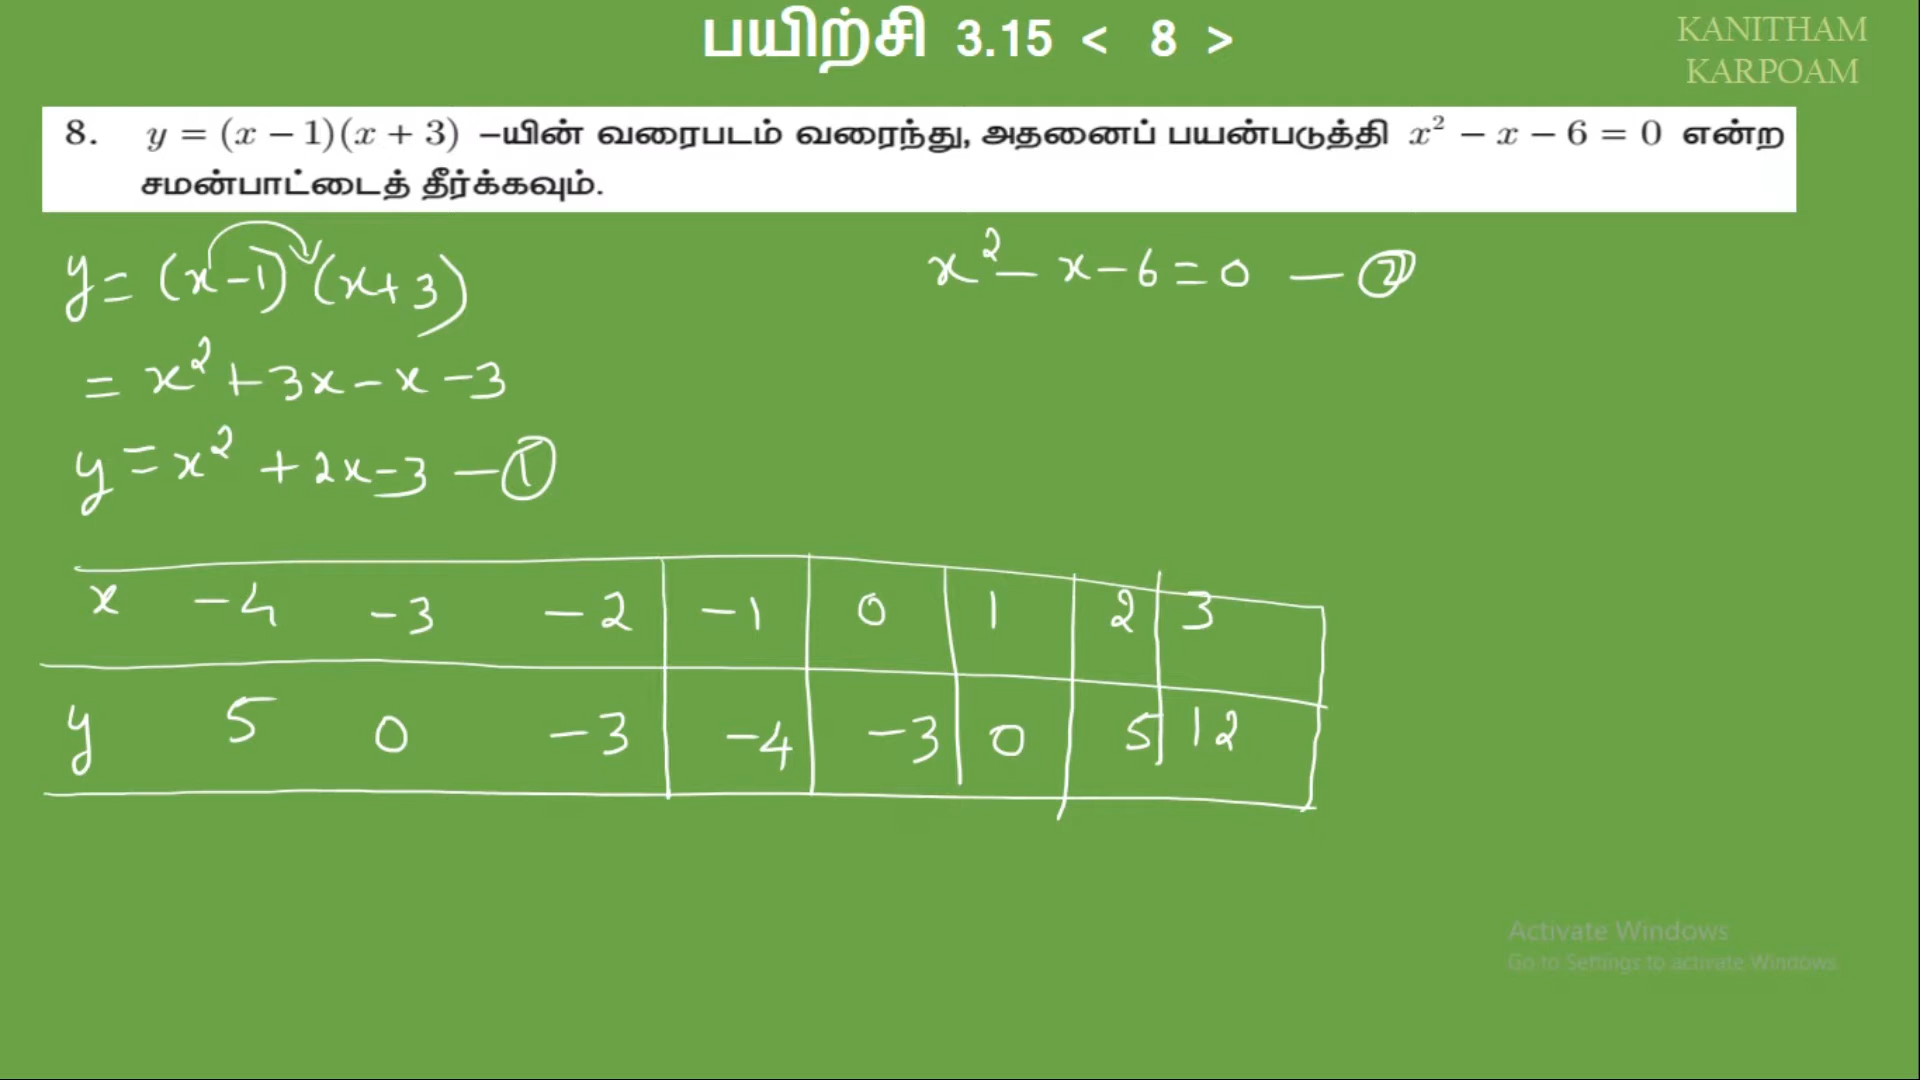 பயிற்சி 3.15 < 8 >
KANITHAM
KARPOAM
8. y = (x − 1)(x + 3) –யின் வரைபடம் வரைந்து, அதனைப் பயன்படுத்தி x² − x − 6 = 0 என்ற
சமன்பாட்டைத் தீர்க்கவும்.
y = (x-1) (x+3)
x² - x - 6 = 0 — ②
= x² + 3x - x - 3
y = x² + 2x - 3 — ①
x -4 -3 -2 -1 0 1 2 3
y 5 0 -3 -4 -3 0 5 12
Activate Windows
Go to Settings to activate Windows.